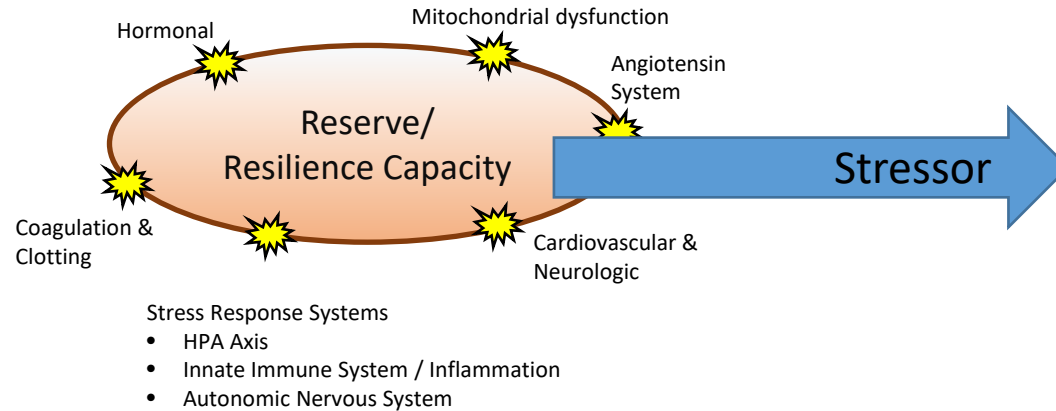 Hormonal
Mitochondrial dysfunction
Angiotensin
System
Reserve/
Resilience Capacity
Stressor
Coagulation &
Clotting
Cardiovascular &
Neurologic
Stress Response Systems
• HPA Axis
• Innate Immune System / Inflammation
• Autonomic Nervous System